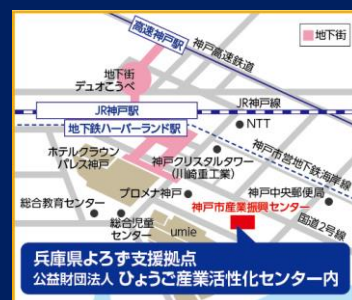 高速神戸駅
神戸高速鉄道
地下街
地下街
デュオこうべ
JR神戸駅
JR神戸線
地下鉄ハーバーランド駅
NTT
神戸市営地下鉄海岸線
ホテルクラウン
パレス神戸
神戸クリスタルタワー
(川崎重工業)
プロメナ神戸
神戸中央郵便局
神戸市産業振興センター
総合教育センター
総合児童
センター
umie
国道2号線
兵庫県よろず支援拠点
公益財団法人 ひょうご産業活性化センター内